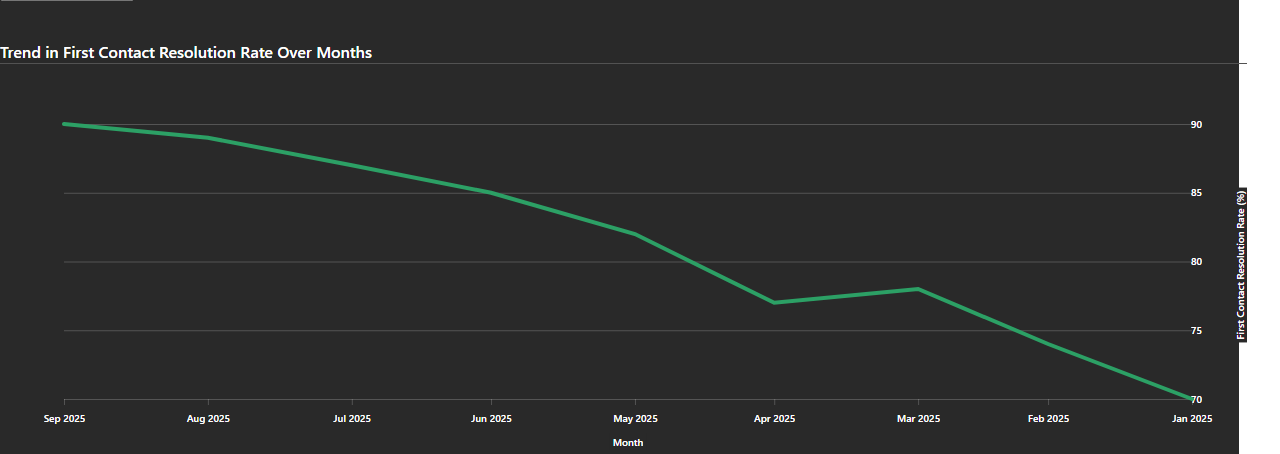 Trend in First Contact Resolution Rate Over Months
90
85
80
75
70
First Contact Resolution Rate (%)
Sep 2025
Aug 2025
Jul 2025
Jun 2025
May 2025
Apr 2025
Mar 2025
Feb 2025
Jan 2025
Month